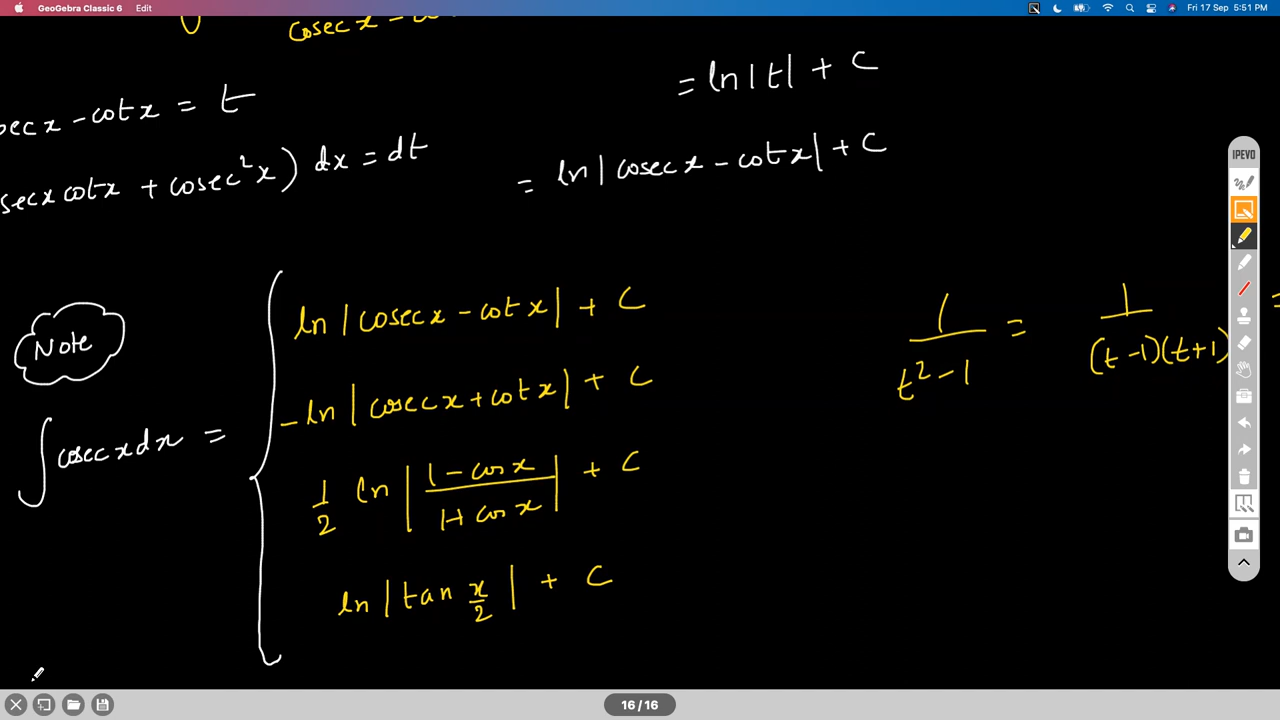 GeoGebra Classic 6 Edit Fri 17 Sep 5:51 PM
cosec x - co
= ln|t| + C
osec x - cot x = t
= ln|cosec x - cot x| + C
sec x cot x + cosec²x) dx = dt
IPEVO
Note
∫cosec x dx =
ln|cosec x - cot x| + C
-ln|cosec x + cot x| + C
1/2 ln|(1 - cos x)/(1 + cos x)| + C
ln|tan x/2| + C
1/(t² - 1) = 1/((t - 1)(t + 1)) =
16 / 16